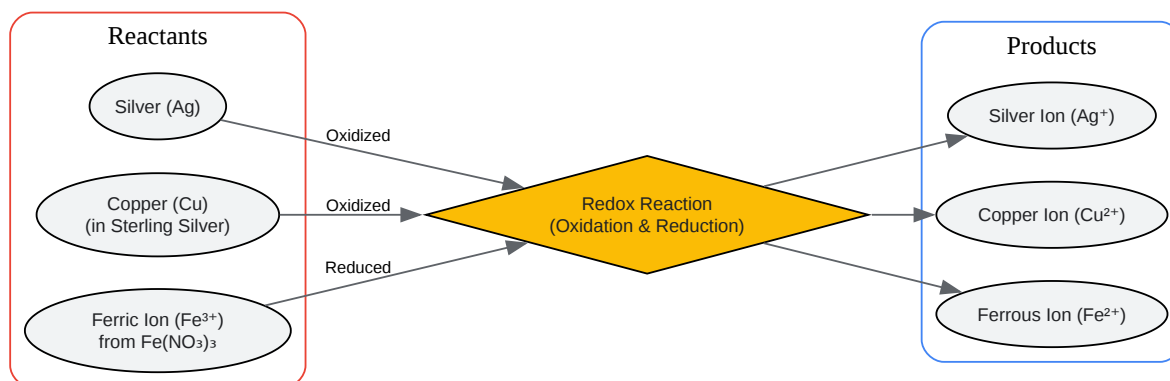 Reactants
Silver (Ag)
Oxidized
Copper (Cu)
(in Sterling Silver)
Oxidized
Ferric Ion (Fe³⁺)
from Fe(NO₃)₃
Reduced
Redox Reaction
(Oxidation & Reduction)
Products
Silver Ion (Ag⁺)
Copper Ion (Cu²⁺)
Ferrous Ion (Fe²⁺)